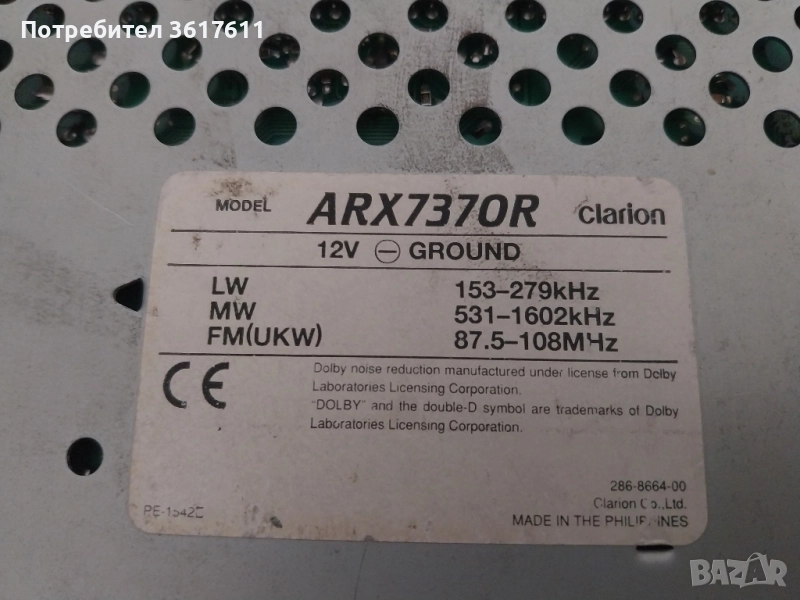 Потребител 3617611
MODEL ARX7370R Clarion
12V ⊖ GROUND
LW 153–279kHz
MW 531–1602kHz
FM(UKW) 87.5–108MHz
CE
Dolby noise reduction manufactured under license from Dolby
Laboratories Licensing Corporation.
"DOLBY" and the double-D symbol are trademarks of Dolby
Laboratories Licensing Corporation.
286-8664-00
Clarion Co.,Ltd.
MADE IN THE PHILIPPINES
BAZAR